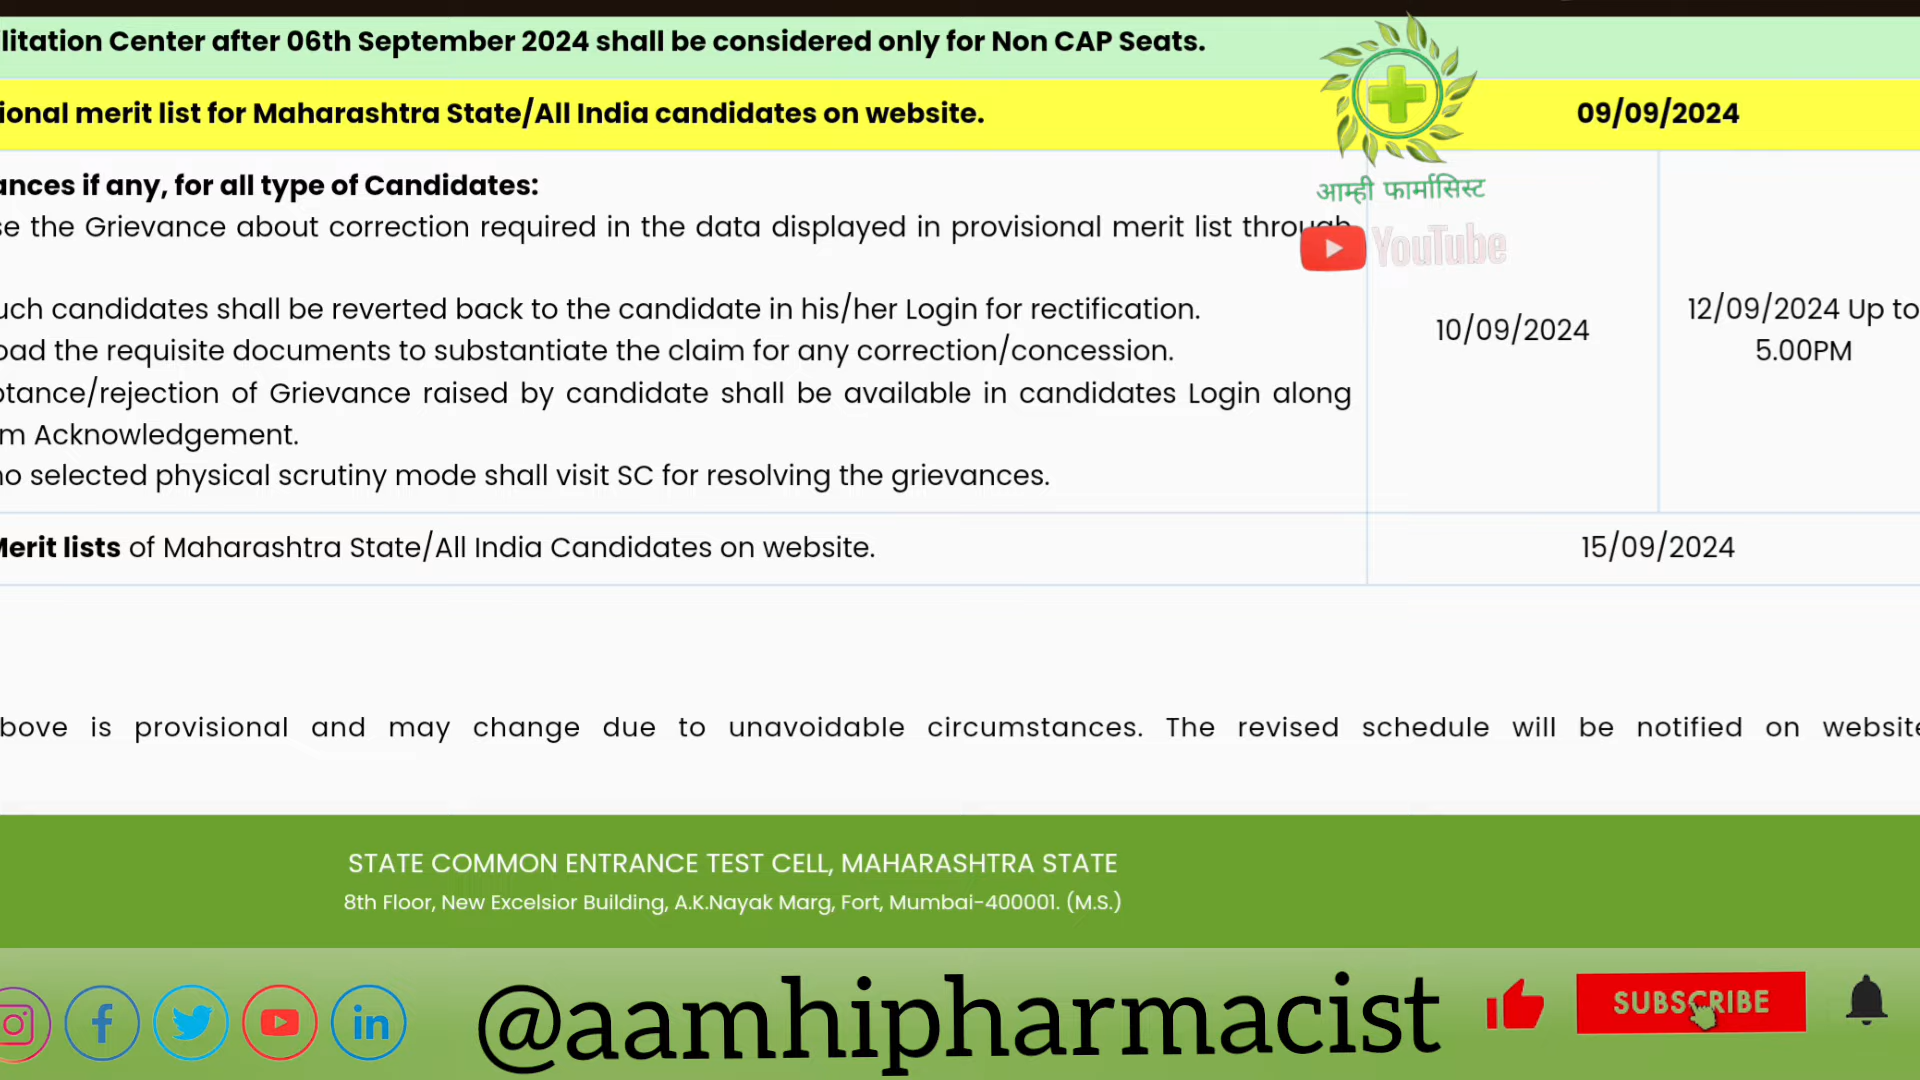 litation Center after 06th September 2024 shall be considered only for Non CAP Seats.
ional merit list for Maharashtra State/All India candidates on website. 09/09/2024
ances if any, for all type of Candidates:
se the Grievance about correction required in the data displayed in provisional merit list through
uch candidates shall be reverted back to the candidate in his/her Login for rectification.
oad the requisite documents to substantiate the claim for any correction/concession.
ptance/rejection of Grievance raised by candidate shall be available in candidates Login along
m Acknowledgement.
no selected physical scrutiny mode shall visit SC for resolving the grievances.
10/09/2024
12/09/2024 Up to
5.00PM
आम्ही फार्मासिस्ट
YouTube
Merit lists of Maharashtra State/All India Candidates on website. 15/09/2024
bove is provisional and may change due to unavoidable circumstances. The revised schedule will be notified on website
STATE COMMON ENTRANCE TEST CELL, MAHARASHTRA STATE
8th Floor, New Excelsior Building, A.K.Nayak Marg, Fort, Mumbai-400001. (M.S.)
@aamhipharmacist
SUBSCRIBE